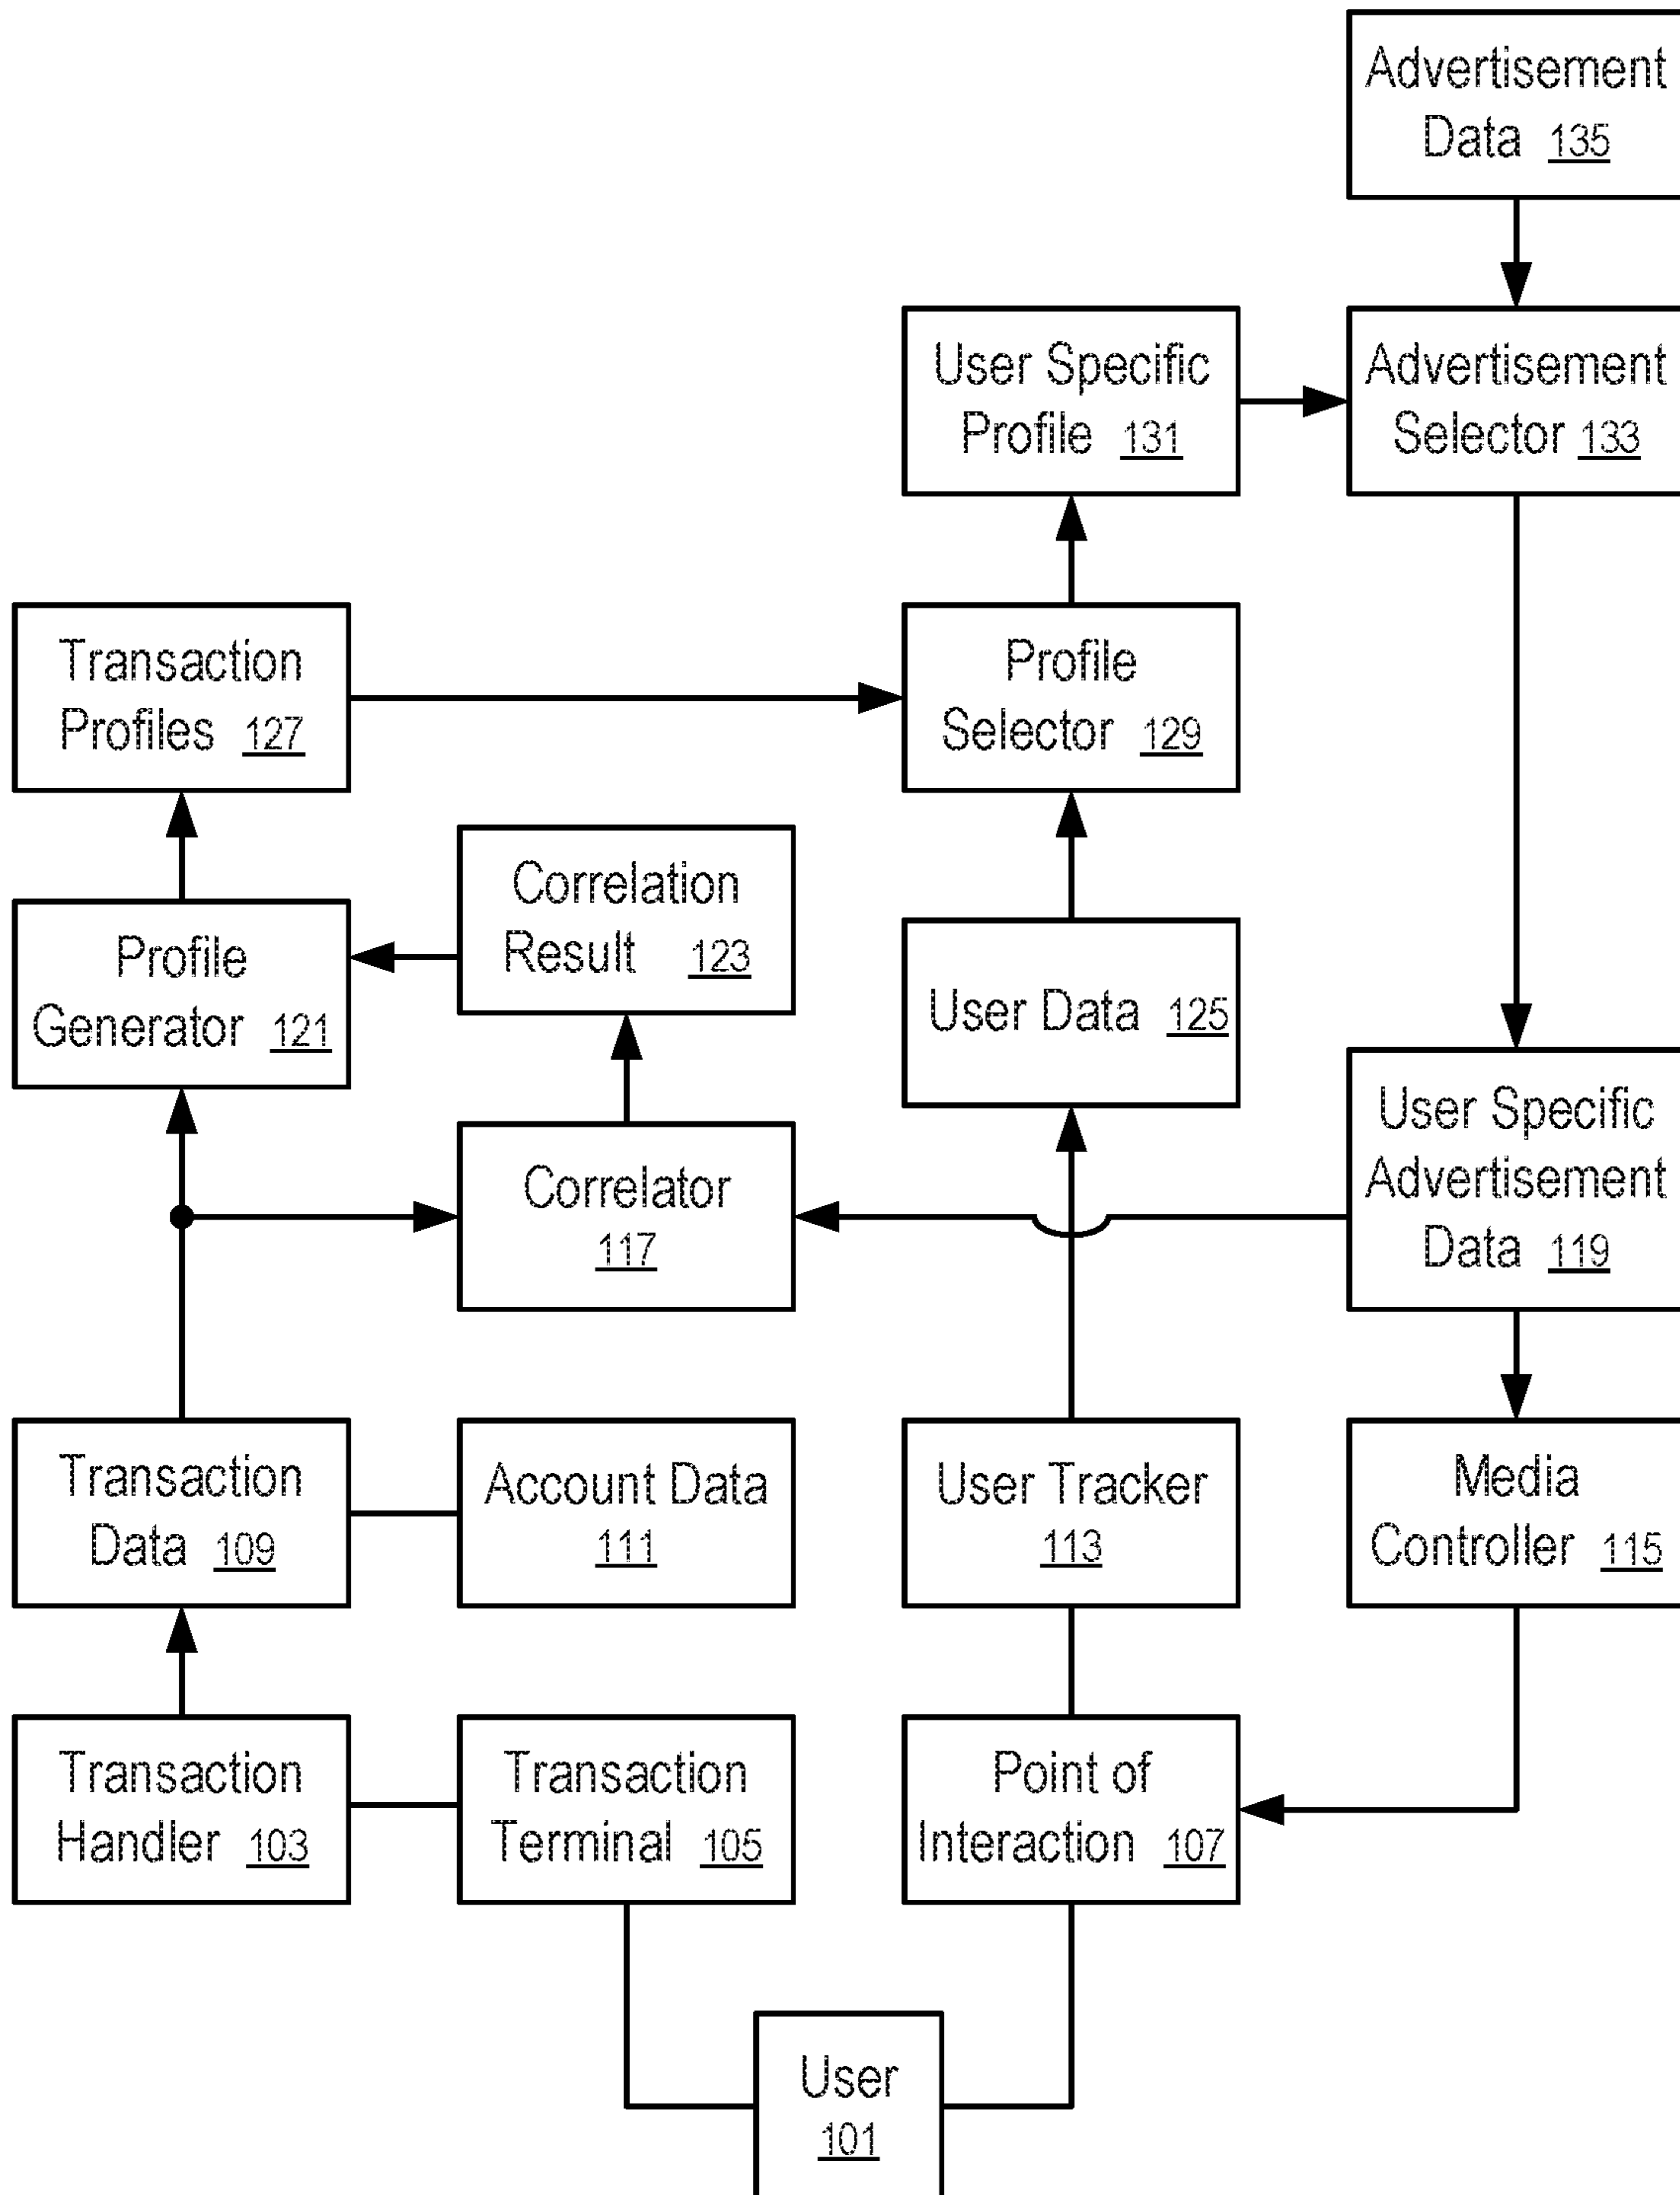 Advertisement
Data 135
User Specific
Profile 131
Advertisement
Selector 133
Transaction
Profiles 127
Profile
Selector 129
Correlation
Result 123
Profile
Generator 121
User Data 125
User Specific
Advertisement
Data 119
Correlator
117
Transaction
Data 109
Account Data
111
User Tracker
113
Media
Controller 115
Transaction
Handler 103
Transaction
Terminal 105
Point of
Interaction 107
User
101